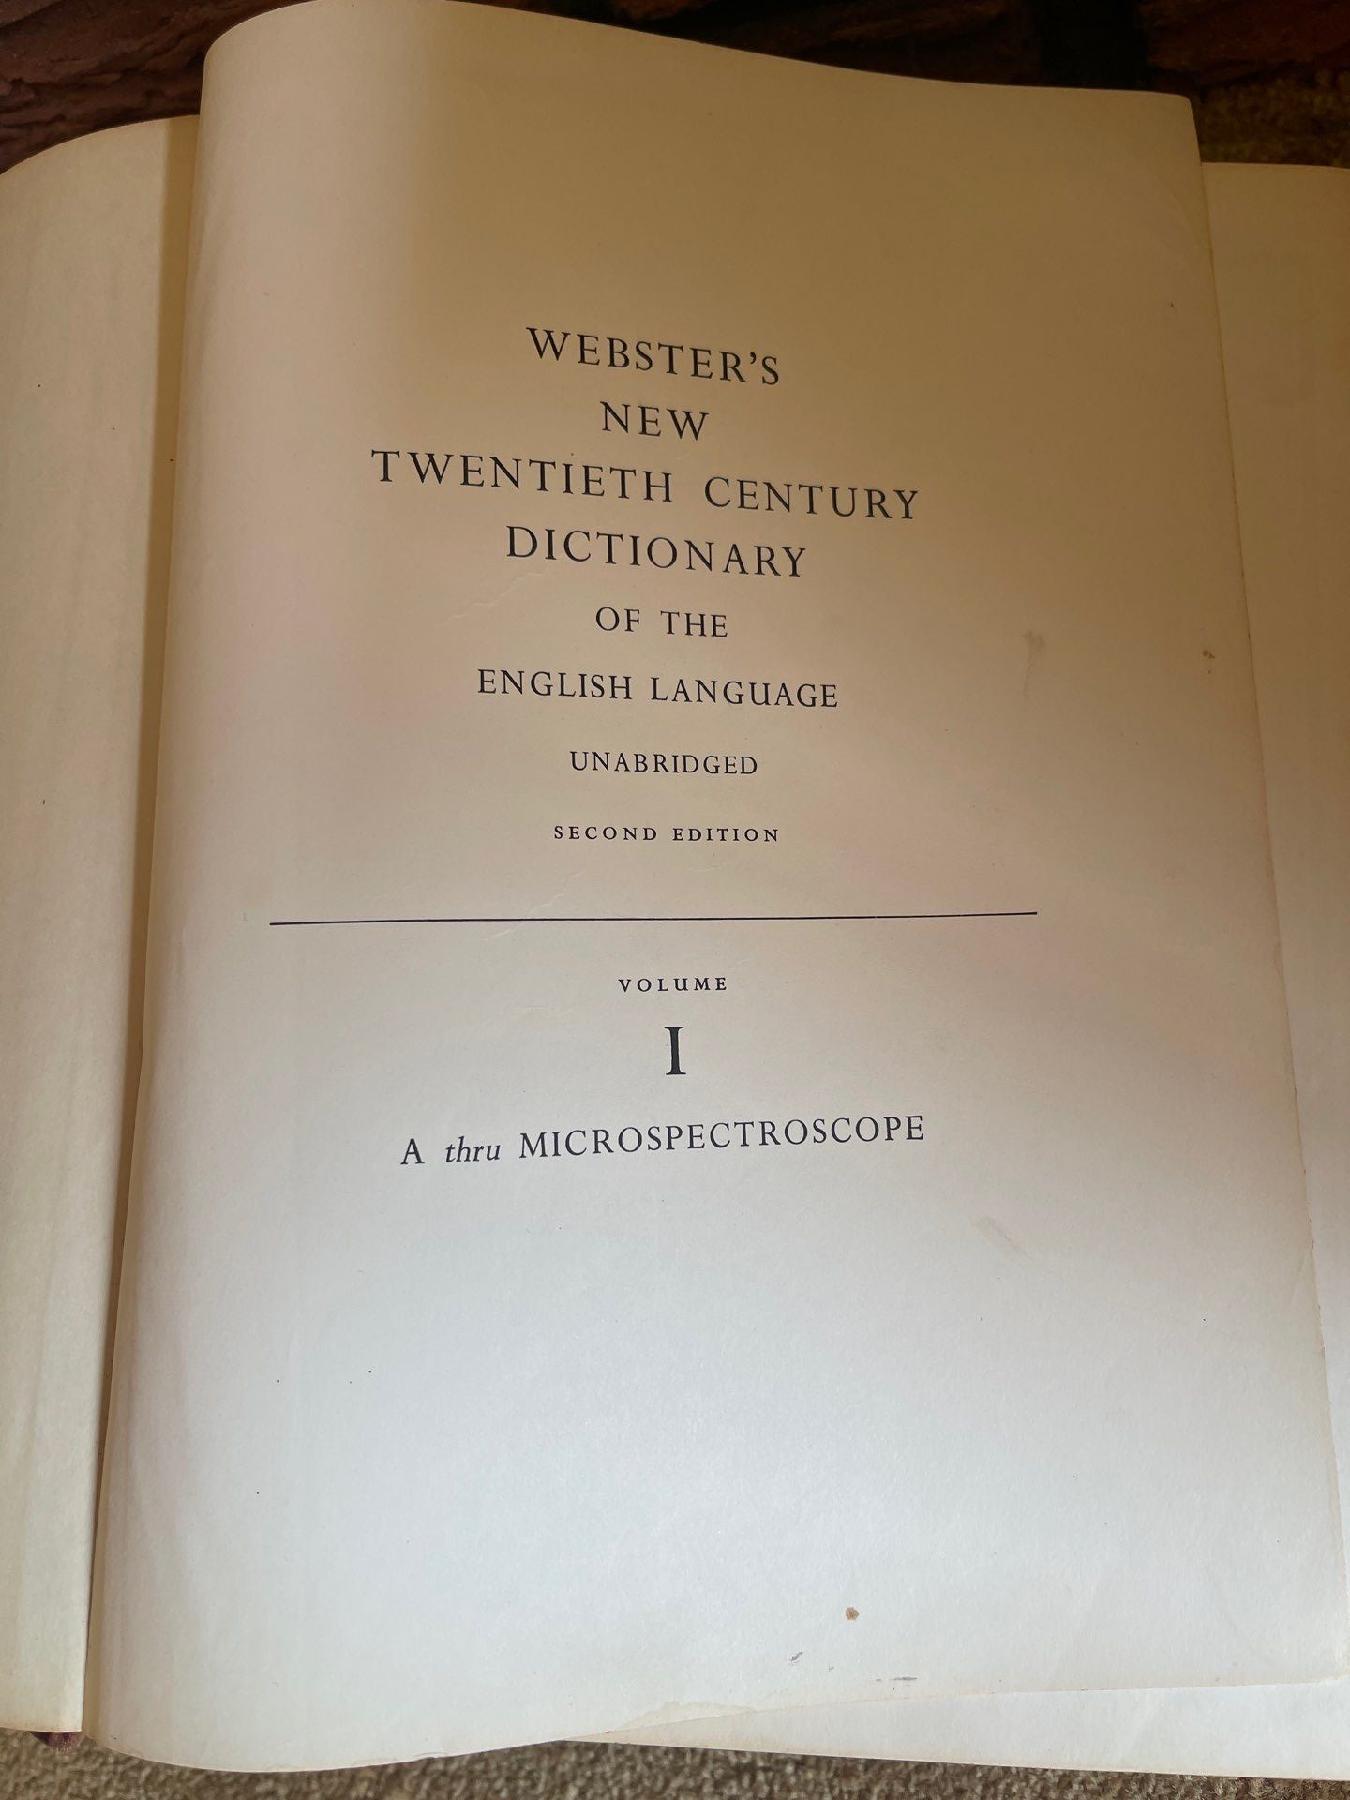 WEBSTER'S
NEW
TWENTIETH CENTURY
DICTIONARY
OF THE
ENGLISH LANGUAGE
UNABRIDGED
SECOND EDITION
VOLUME
I
A thru MICROSPECTROSCOPE